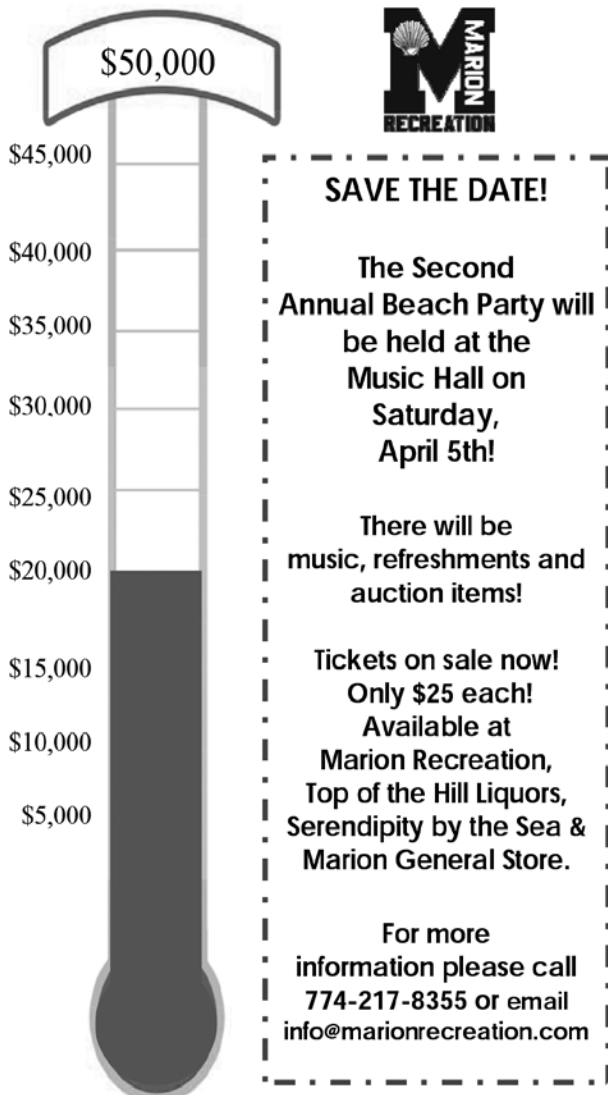 $50,000
$45,000
$40,000
$35,000
$30,000
$25,000
$20,000
$15,000
$10,000
$5,000
M
MARION
RECREATION
SAVE THE DATE!
The Second
Annual Beach Party will
be held at the
Music Hall on
Saturday,
April 5th!
There will be
music, refreshments and
auction items!
Tickets on sale now!
Only $25 each!
Available at
Marion Recreation,
Top of the Hill Liquors,
Serendipity by the Sea &
Marion General Store.
For more
information please call
774-217-8355 or email
info@marionrecreation.com